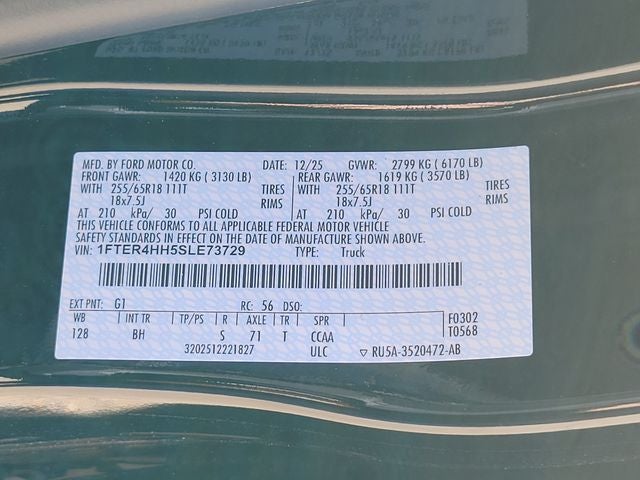 MFD. BY FORD MOTOR CO. DATE: 12/25 GVWR: 2799 KG ( 6170 LB)
FRONT GAWR: 1420 KG ( 3130 LB) REAR GAWR: 1619 KG ( 3570 LB)
WITH 255/65R18 111T TIRES WITH 255/65R18 111T TIRES
18x7.5J RIMS 18x7.5J RIMS
AT 210 kPa/ 30 PSI COLD AT 210 kPa/ 30 PSI COLD
THIS VEHICLE CONFORMS TO ALL APPLICABLE FEDERAL MOTOR VEHICLE
SAFETY STANDARDS IN EFFECT ON THE DATE OF MANUFACTURE SHOWN ABOVE.
VIN: 1FTER4HH5SLE73729 TYPE: Truck
EXT PNT: G1 RC: 56 DSO:
WB INT TR TP/PS R AXLE TR SPR F0302
128 BH S 71 T CCAA T0568
3202512221827 ULC ▽ RU5A-3520472-AB